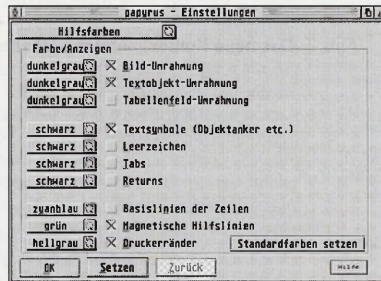 papyrus - Einstellungen
Hilfsfarben
Farbe/Anzeigen
dunkelgrau Bild-Umrahmung
dunkelgrau Textobjekt-Umrahmung
dunkelgrau Tabellenfeld-Umrahmung
schwarz Textsymbole (Objektanker etc.)
schwarz Leerzeichen
schwarz Tabs
schwarz Returns
zyanblau Basislinien der Zeilen
grün Magnetische Hilfslinien
hellgrau Druckerränder Standardfarben setzen
OK Setzen Zurück Hilfe